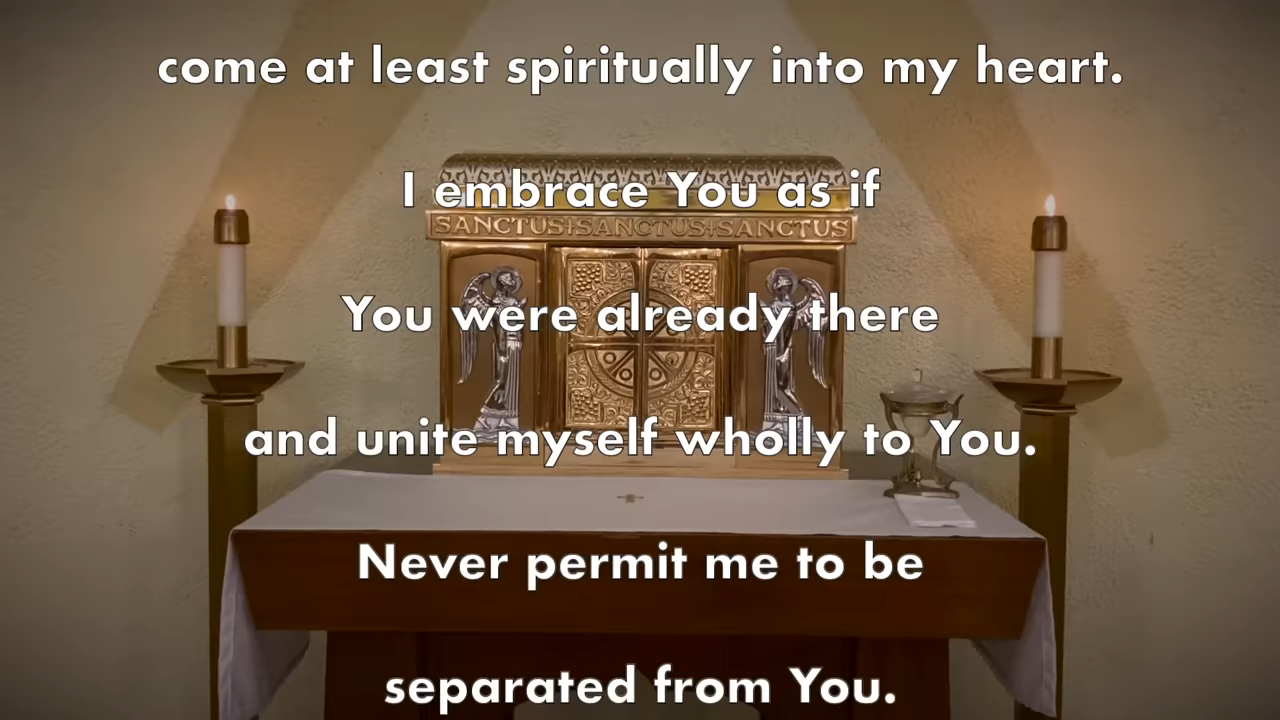 come at least spiritually into my heart.
I embrace You as if
SANCTUS+SANCTUS+SANCTUS
You were already there
and unite myself wholly to You.
Never permit me to be
separated from You.